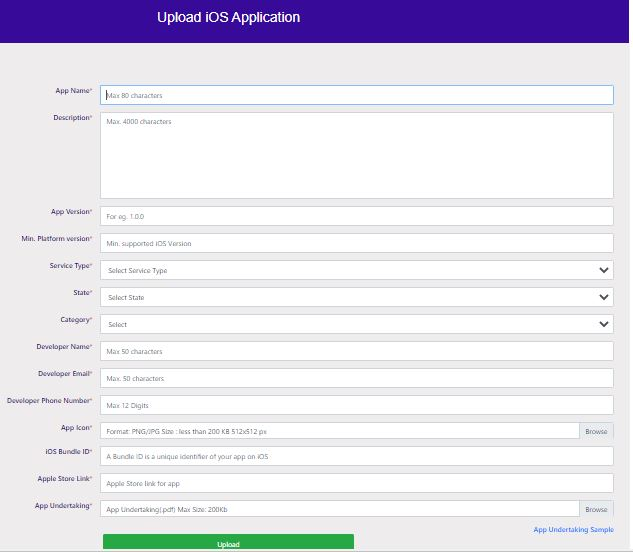 Upload iOS Application
App Name* Max 80 characters
Description* Max. 4000 characters
App Version* For eg. 1.0.0
Min. Platform version* Min. supported iOS Version
Service Type* Select Service Type
State* Select State
Category* Select
Developer Name* Max 50 characters
Developer Email* Max. 50 characters
Developer Phone Number* Max 12 Digits
App Icon* Format: PNG/JPG Size : less than 200 KB 512x512 px Browse
iOS Bundle ID* A Bundle ID is a unique identifier of your app on iOS
Apple Store Link* Apple Store link for app
App Undertaking* App Undertaking(.pdf) Max Size: 200Kb Browse
App Undertaking Sample
Upload